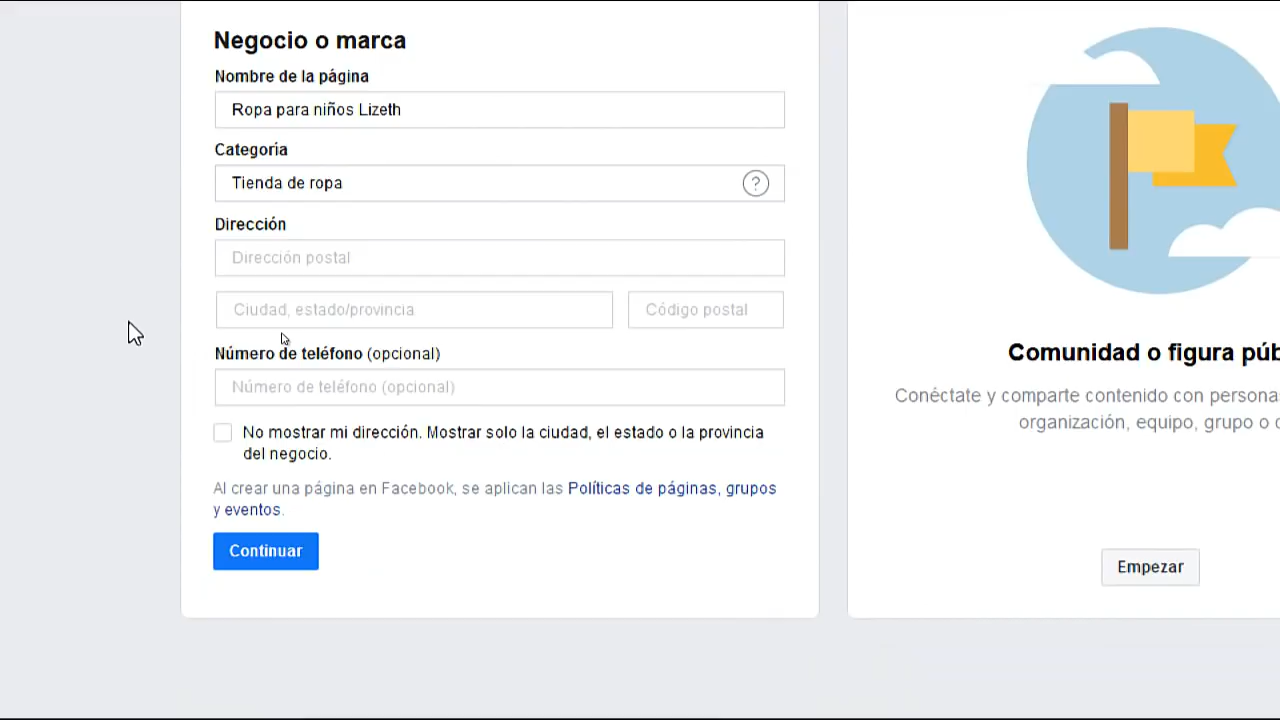 Negocio o marca
Nombre de la página
Ropa para niños Lizeth
Categoría
Tienda de ropa
?
Dirección
Dirección postal
Ciudad, estado/provincia
Código postal
Número de teléfono (opcional)
Número de teléfono (opcional)
No mostrar mi dirección. Mostrar solo la ciudad, el estado o la provincia
del negocio.
Al crear una página en Facebook, se aplican las Políticas de páginas, grupos
y eventos.
Continuar
Comunidad o figura púb
Conéctate y comparte contenido con persona
organización, equipo, grupo o
Empezar